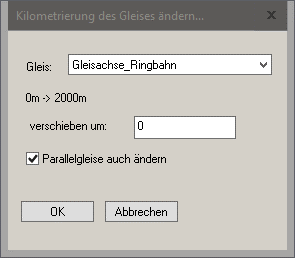 Kilometrierung des Gleises ändern...
Gleis: Gleisachse_Ringbahn
0m -> 2000m
verschieben um: 0
Parallelgleise auch ändern
OK Abbrechen